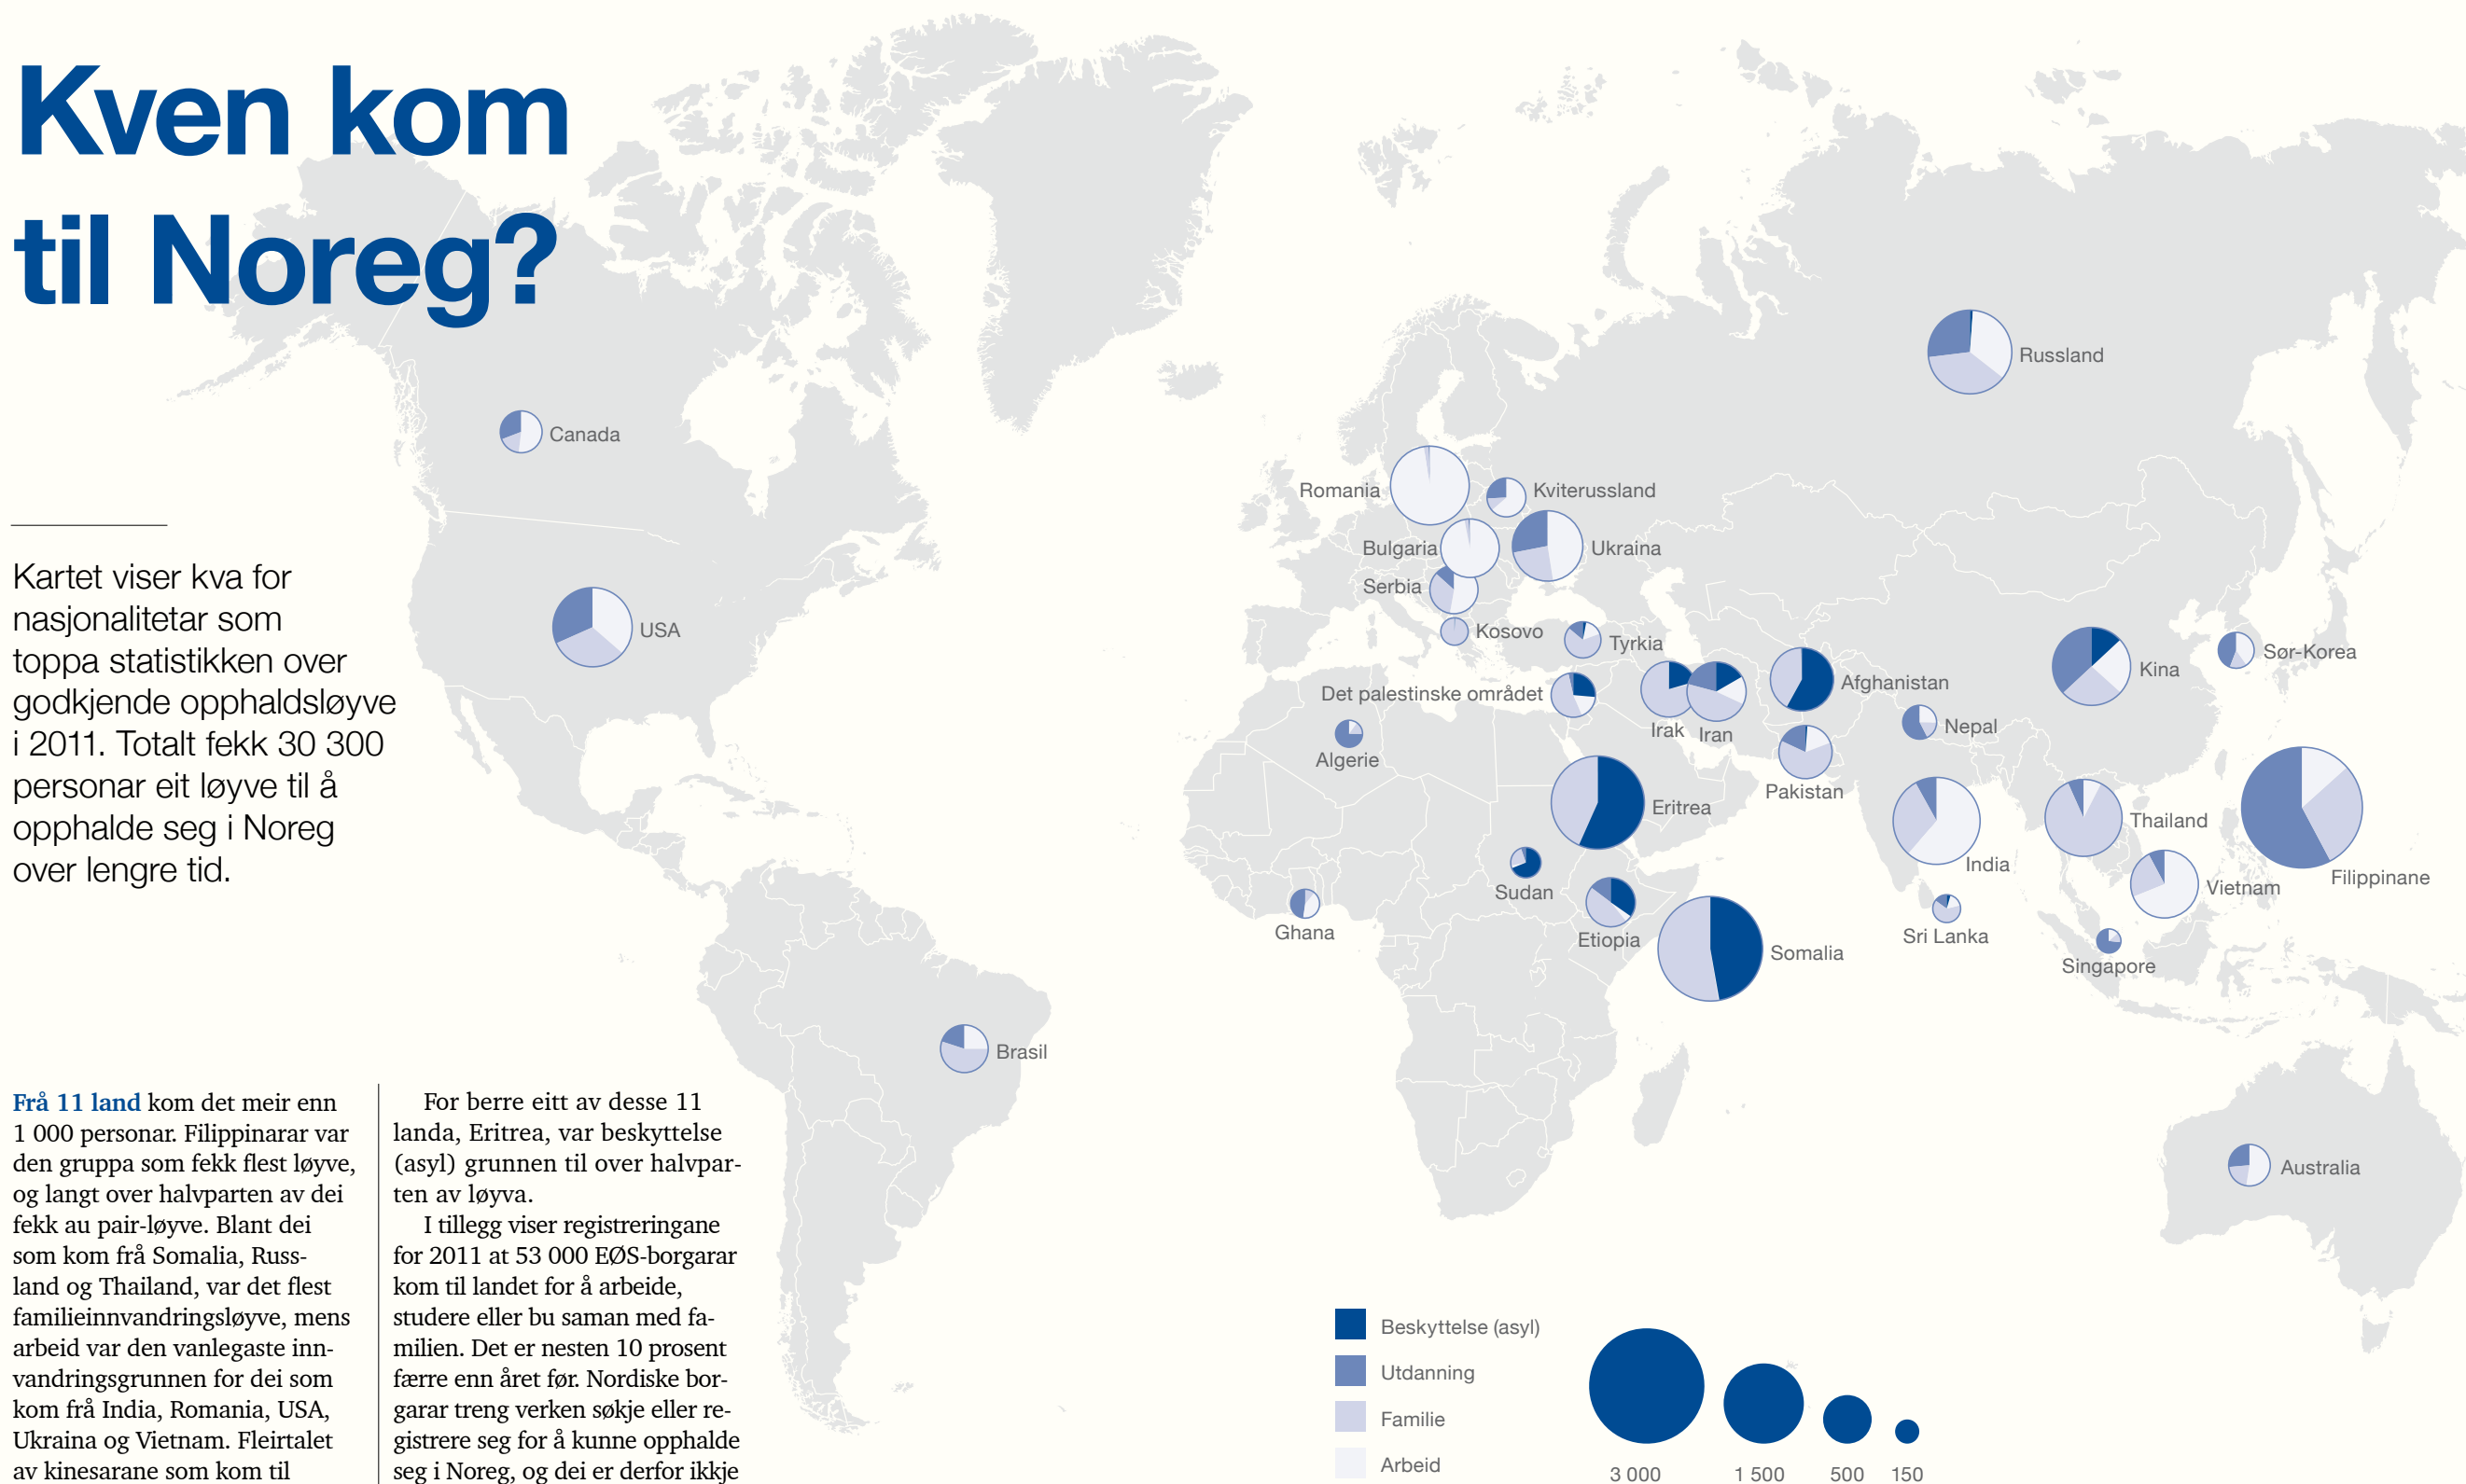 Kven kom
til Noreg?
Kartet viser kva for
nasjonalitetar som
toppa statistikken over
godkjende opphaldsløyve
i 2011. Totalt fekk 30 300
personar eit løyve til å
opphalde seg i Noreg
over lengre tid.
Frå 11 land kom det meir enn
1 000 personar. Filippinarar var
den gruppa som fekk flest løyve,
og langt over halvparten av dei
fekk au pair-løyve. Blant dei
som kom frå Somalia, Russ-
land og Thailand, var det flest
familieinnvandringsløyve, mens
arbeid var den vanlegaste inn-
vandringsgrunnen for dei som
kom frå India, Romania, USA,
Ukraina og Vietnam. Fleirtalet
av kinesarane som kom til
For berre eitt av desse 11
landa, Eritrea, var beskyttelse
(asyl) grunnen til over halvpar-
ten av løyva.
I tillegg viser registreringane
for 2011 at 53 000 EØS-borgarar
kom til landet for å arbeide,
studere eller bu saman med fa-
milien. Det er nesten 10 prosent
færre enn året før. Nordiske bor-
garar treng verken søkje eller re-
gistrere seg for å kunne opphalde
seg i Noreg, og dei er derfor ikkje
Canada
USA
Brasil
Russland
Romania
Kviterussland
Bulgaria
Ukraina
Serbia
Kosovo
Tyrkia
Det palestinske området
Irak
Iran
Afghanistan
Kina
Sør-Korea
Nepal
Algerie
Pakistan
Eritrea
India
Thailand
Vietnam
Filippinane
Sudan
Ghana
Etiopia
Somalia
Sri Lanka
Singapore
Australia
Beskyttelse (asyl)
Utdanning
Familie
Arbeid
3 000
1 500
500
150